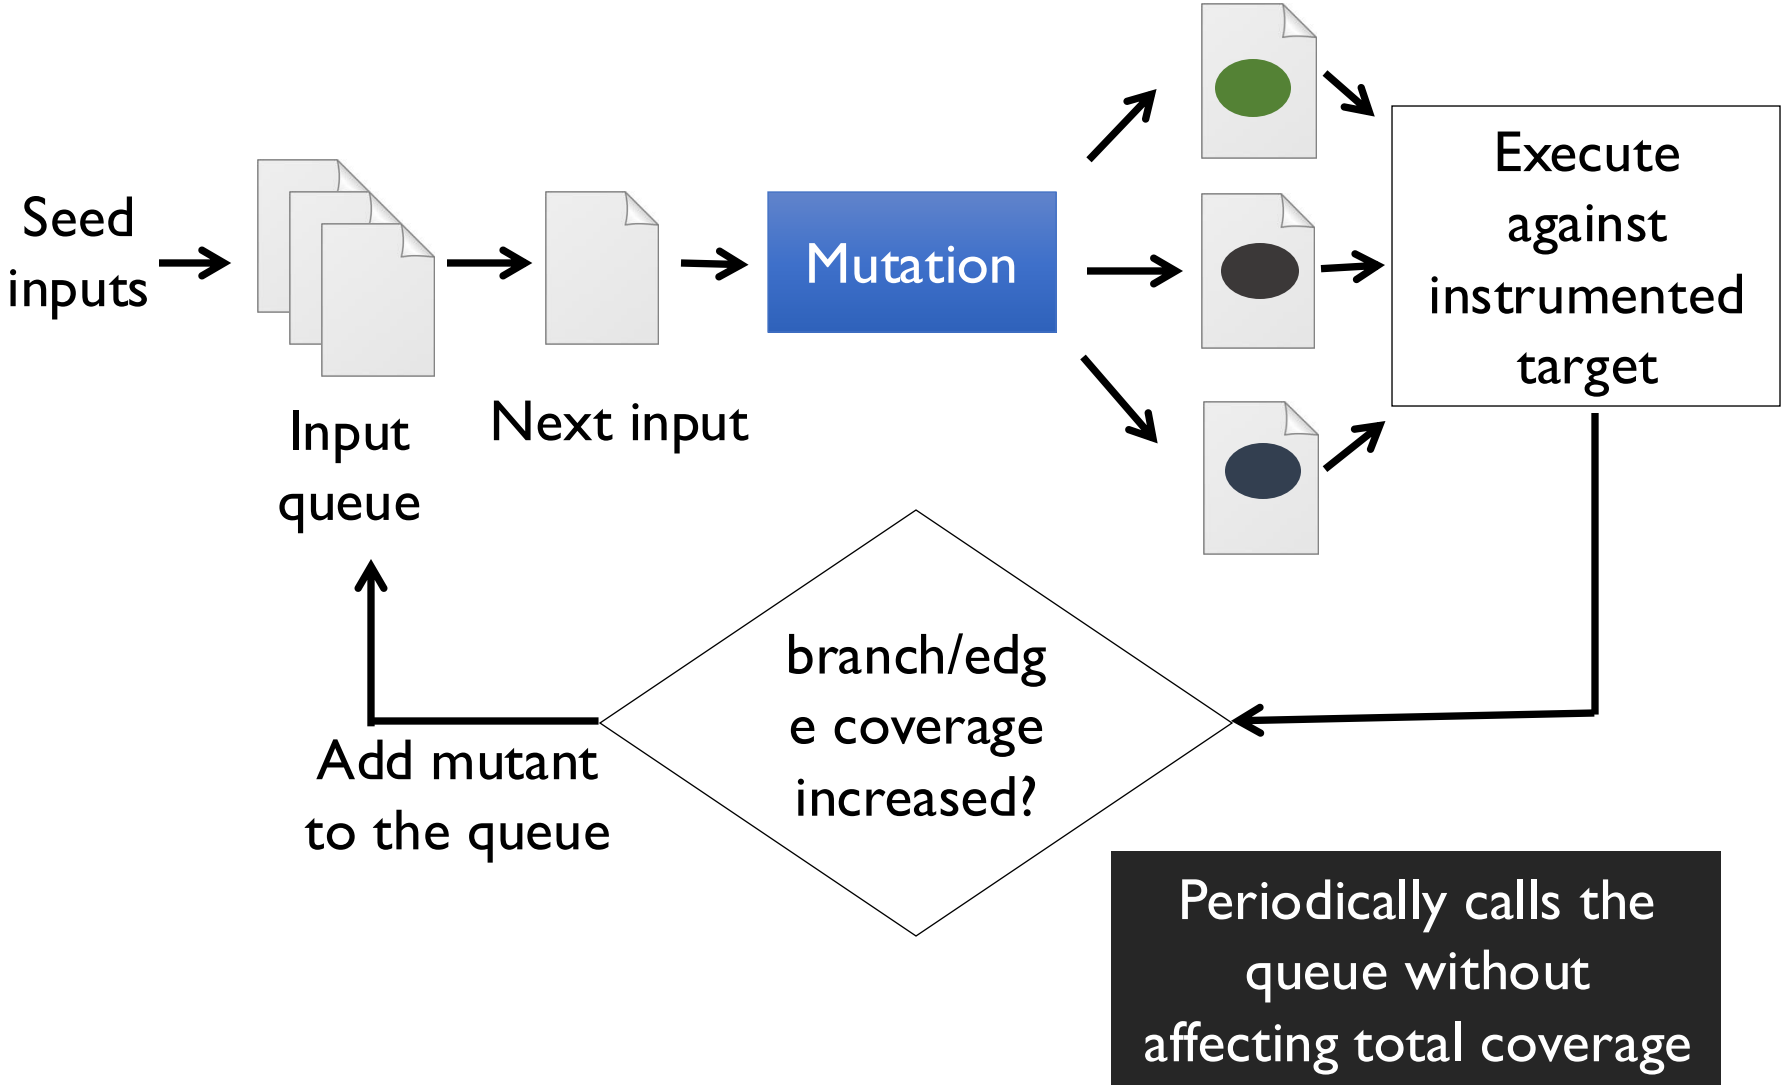 Seed
inputs
Input
queue
Next input
Mutation
Execute
against
instrumented
target
branch/edg
e coverage
increased?
Add mutant
to the queue
Periodically calls the
queue without
affecting total coverage